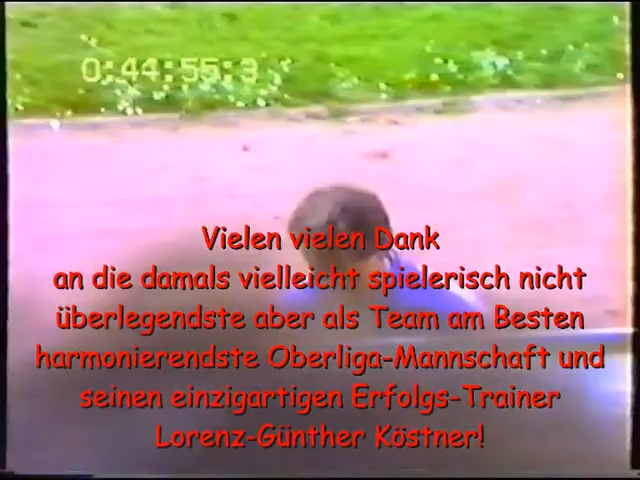 0:44:55:3
Vielen vielen Dank
an die damals vielleicht spielerisch nicht
überlegendste aber als Team am Besten
harmonierendste Oberliga-Mannschaft und
seinen einzigartigen Erfolgs-Trainer
Lorenz-Günther Köstner!